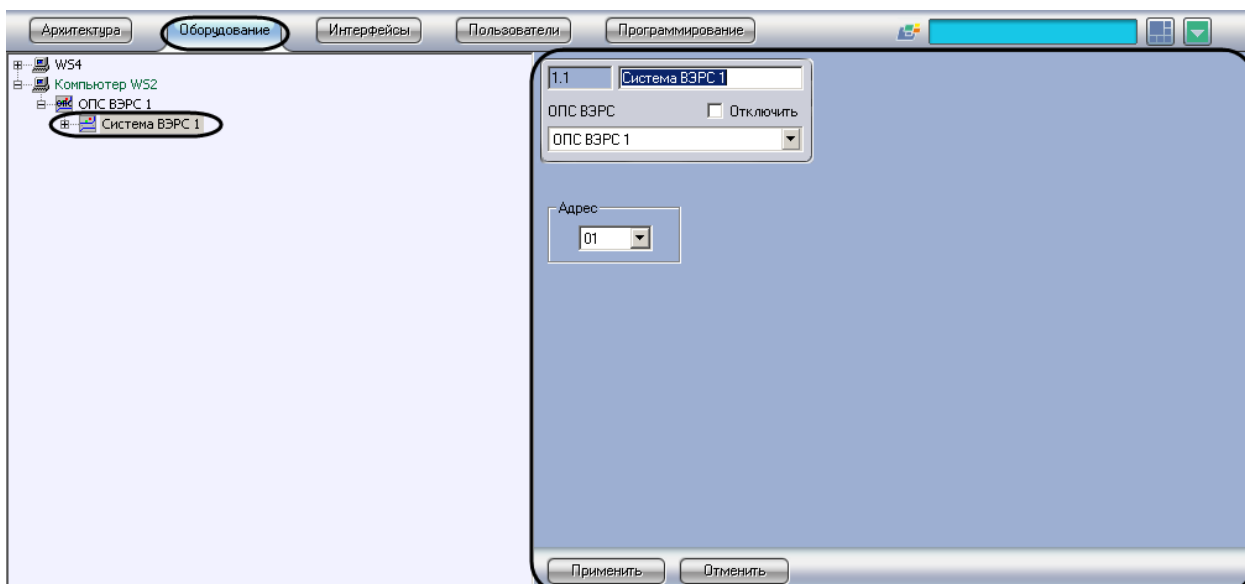 Архитектура Оборудование Интерфейсы Пользователи Программирование
WS4
Компьютер WS2
ОПС ВЭРС 1
Система ВЭРС 1
1.1 Система ВЭРС 1
ОПС ВЭРС Отключить
ОПС ВЭРС 1
Адрес
01
Применить Отменить